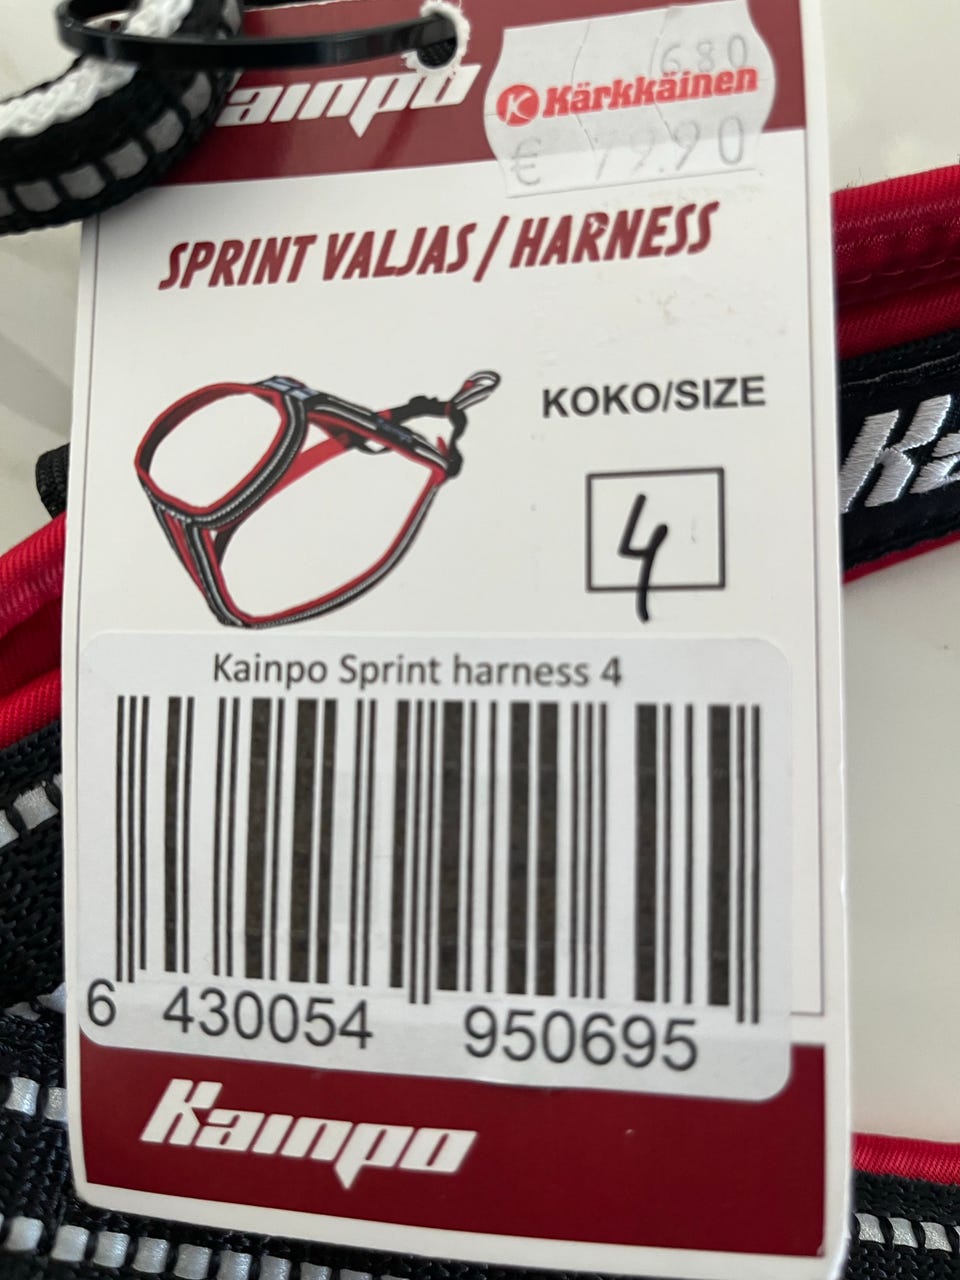 Kainpo
680
Kärkkäinen
€ 79.90
SPRINT VALJAS / HARNESS
KOKO/SIZE
4
Kainpo Sprint harness 4
6 430054 950695
Kainpo
Ka